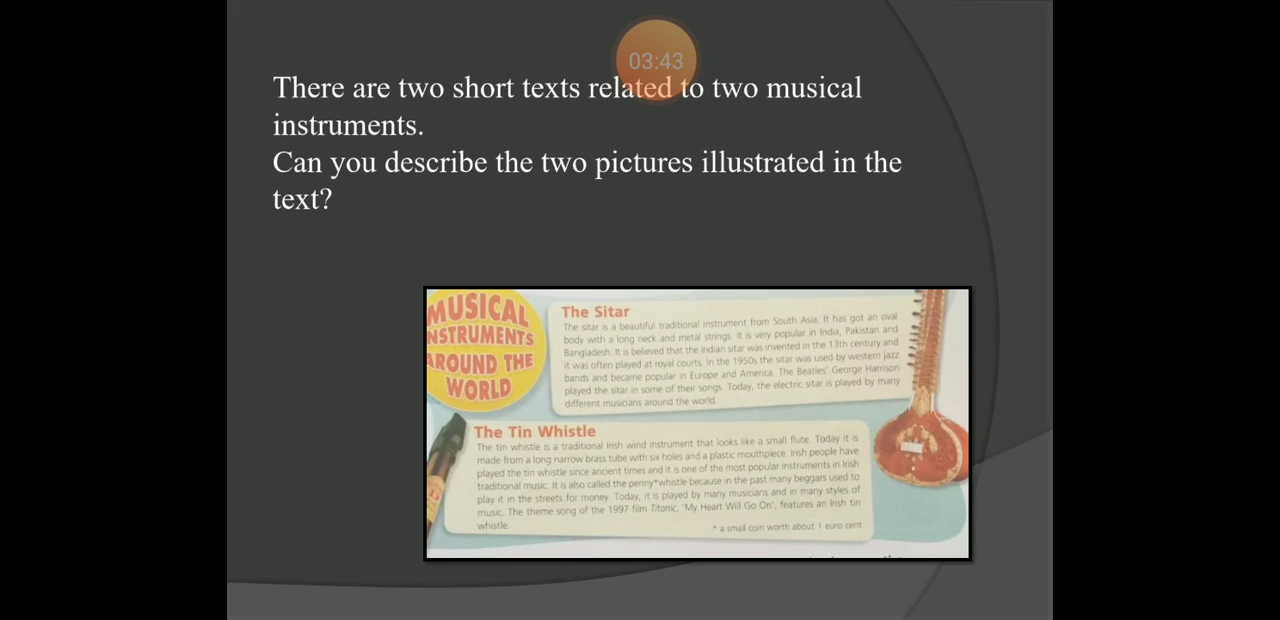 03:43
There are two short texts related to two musical
instruments.
Can you describe the two pictures illustrated in the
text?
MUSICAL
INSTRUMENTS
AROUND THE
WORLD
The Sitar
The sitar is a beautiful traditional instrument from South Asia. It has got an oval
body with a long neck and metal strings. It is very popular in India, Pakistan and
Bangladesh. It is believed that the Indian sitar was invented in the 13th century and
it was often played at royal courts. In the 1950s the sitar was used by western jazz
bands and became popular in Europe and America. The Beatles' George Harrison
played the sitar in some of their songs. Today, the electric sitar is played by many
different musicians around the world.
The Tin Whistle
The tin whistle is a traditional Irish wind instrument that looks like a small flute. Today it is
made from a long narrow brass tube with six holes and a plastic mouthpiece. Irish people have
played the tin whistle since ancient times and it is one of the most popular instruments in Irish
traditional music. It is also called the penny*whistle because in the past many beggars used to
play it in the streets for money. Today, it is played by many musicians and in many styles of
music. The theme song of the 1997 film Titanic, 'My Heart Will Go On', features an Irish tin
whistle.
* a small coin worth about 1 euro cent